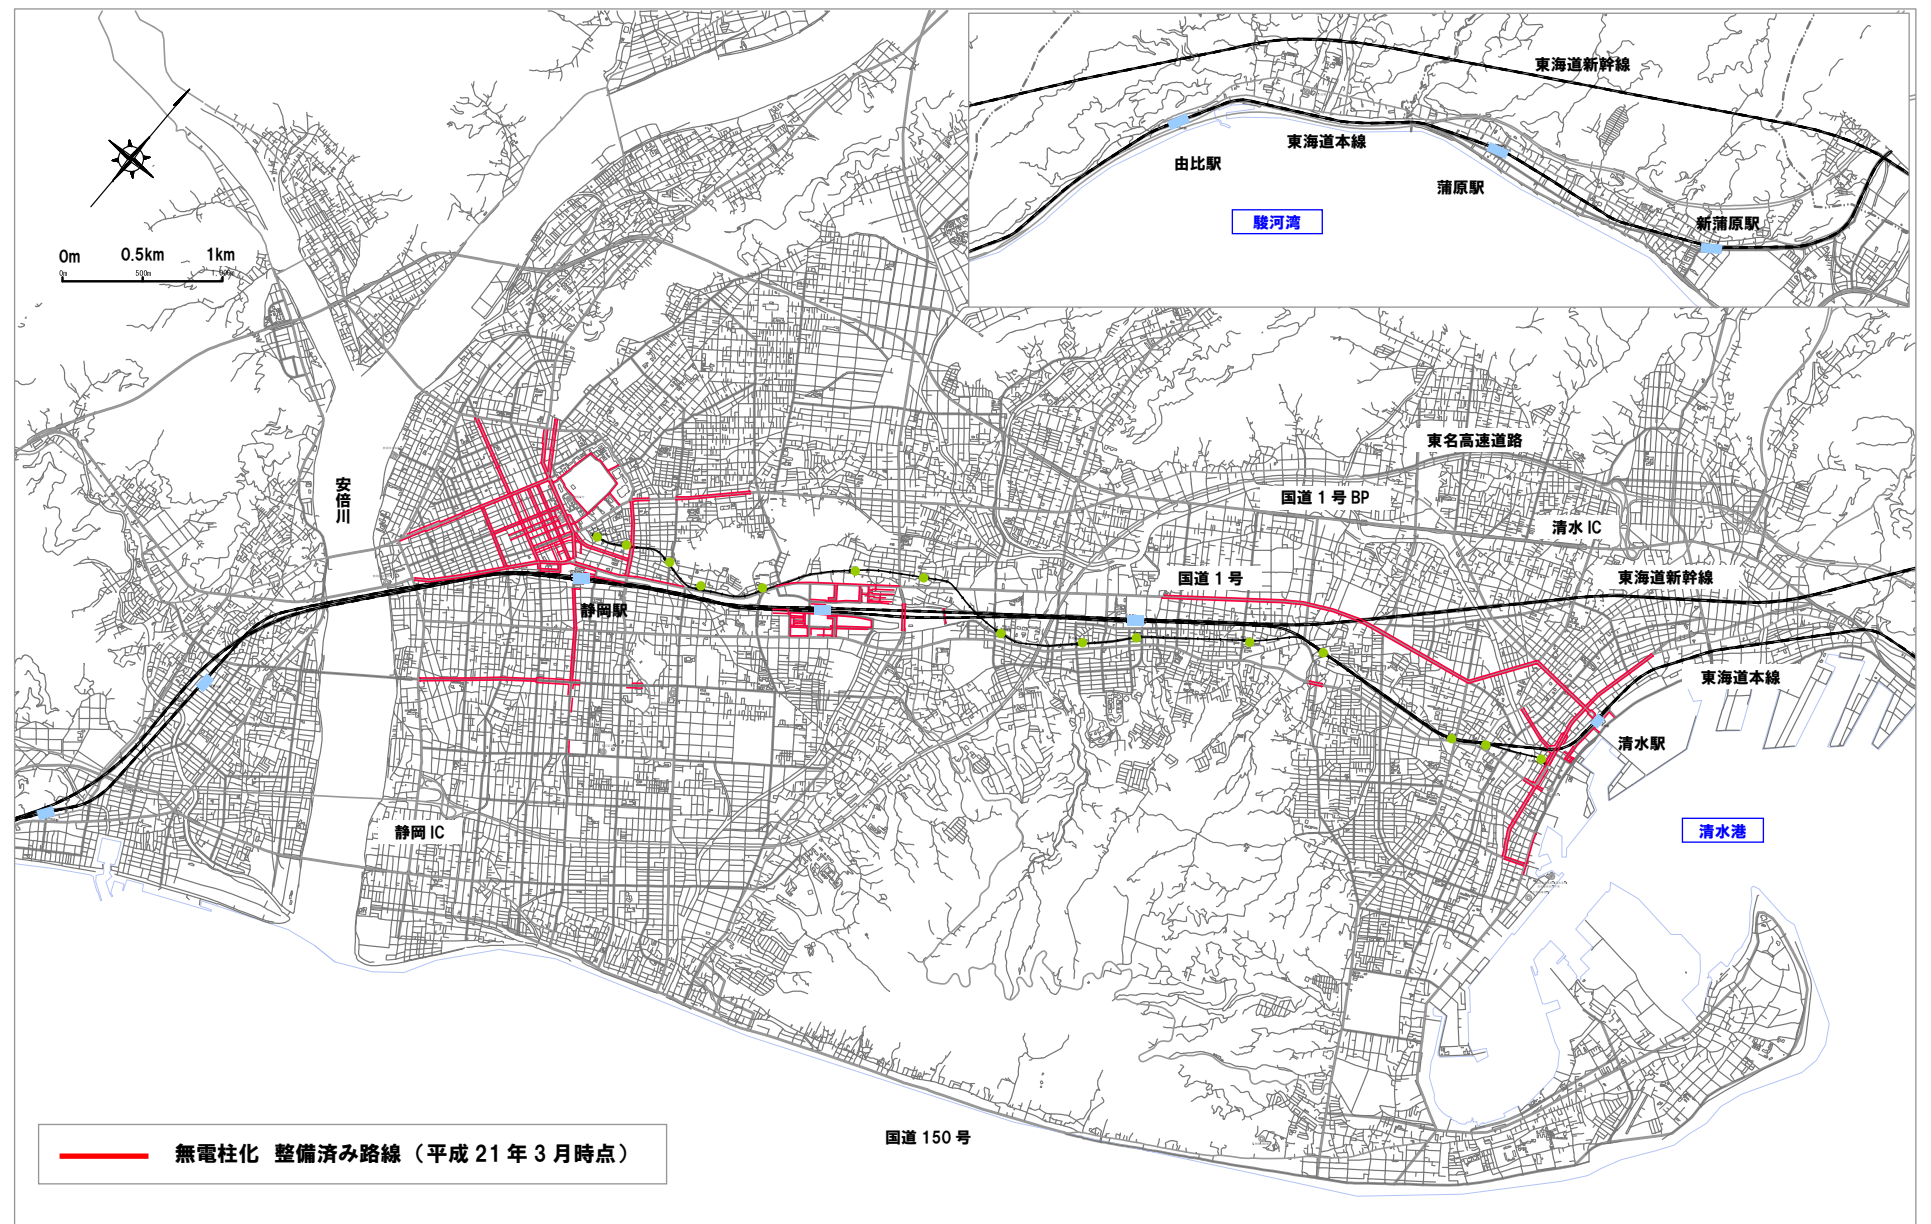 東海道新幹線
東海道本線
由比駅
蒲原駅
駿河湾
新蒲原駅
0m 0.5km 1km
0m 500m 1,000m
東名高速道路
安倍川
国道1号BP
清水IC
国道1号
東海道新幹線
静岡駅
東海道本線
清水駅
静岡IC
清水港
国道150号
無電柱化 整備済み路線（平成21年3月時点）